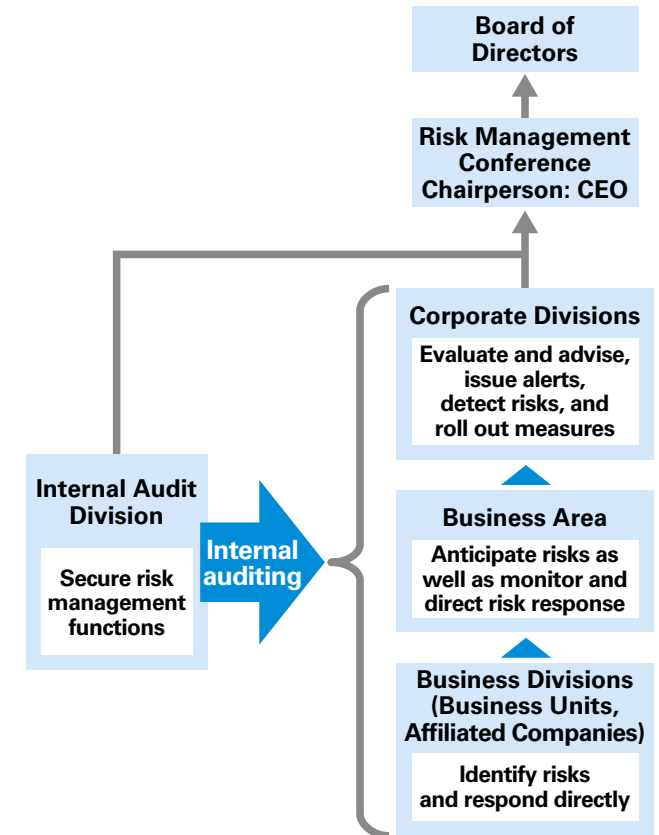 Board of
Directors
Risk Management
Conference
Chairperson: CEO
Corporate Divisions
Evaluate and advise,
issue alerts,
detect risks, and
roll out measures
Internal Audit
Division
Secure risk
management
functions
Internal
auditing
Business Area
Anticipate risks as
well as monitor and
direct risk response
Business Divisions
(Business Units,
Affiliated Companies)
Identify risks
and respond directly